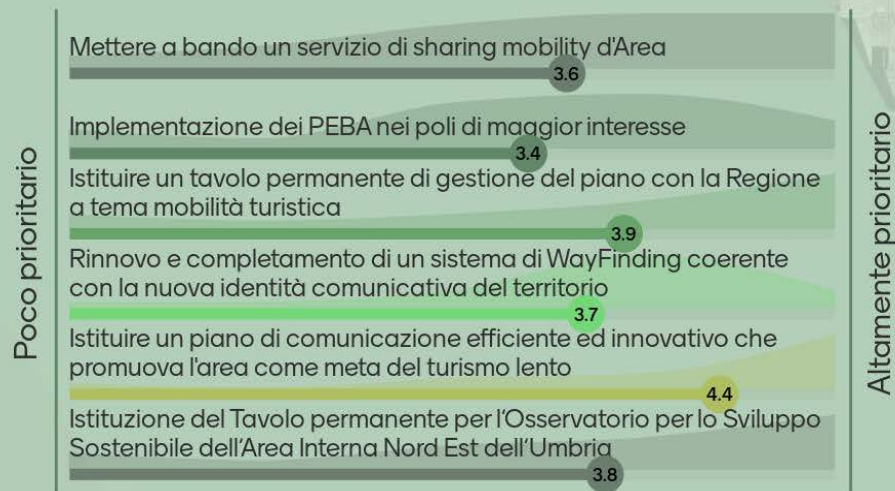 Poco prioritario
Mettere a bando un servizio di sharing mobility d'Area
3.6
Implementazione dei PEBA nei poli di maggior interesse
3.4
Istituire un tavolo permanente di gestione del piano con la Regione
a tema mobilità turistica
3.9
Rinnovo e completamento di un sistema di WayFinding coerente
con la nuova identità comunicativa del territorio
3.7
Istituire un piano di comunicazione efficiente ed innovativo che
promuova l'area come meta del turismo lento
4.4
Istituzione del Tavolo permanente per l'Osservatorio per lo Sviluppo
Sostenibile dell'Area Interna Nord Est dell'Umbria
3.8
Altamente prioritario